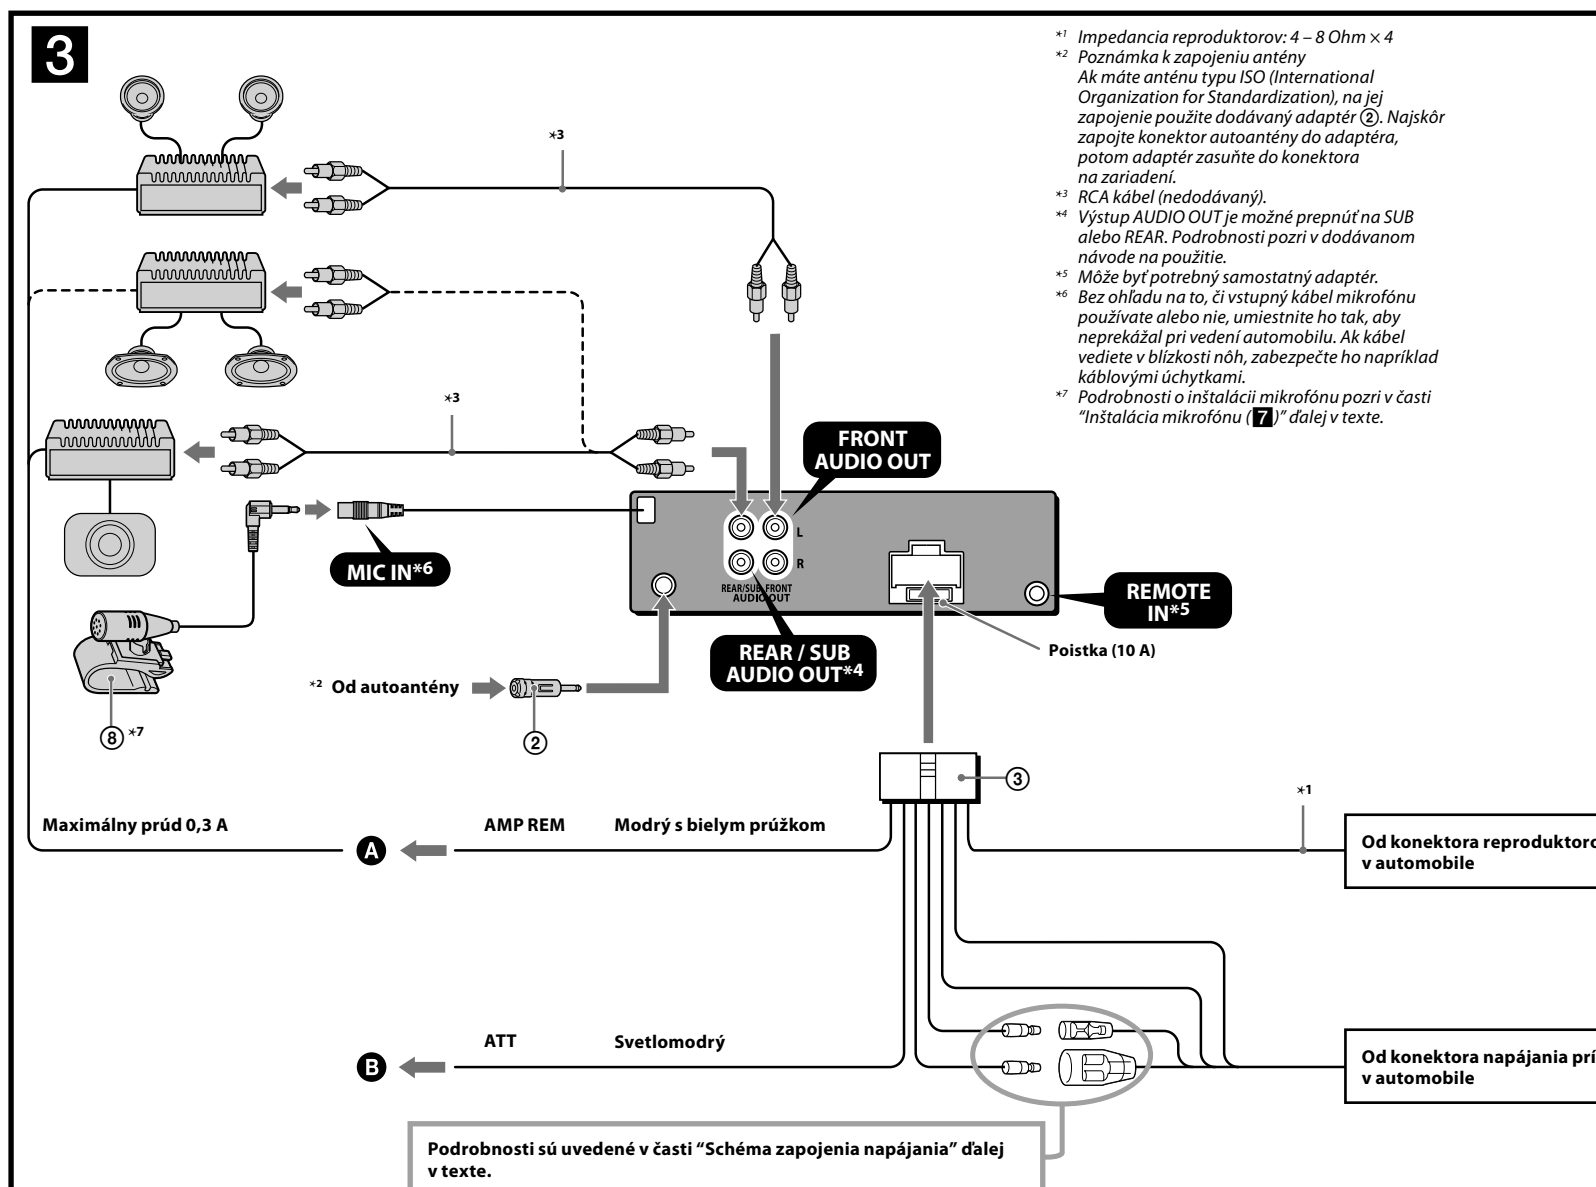 3
*1 Impedancia reproduktorov: 4 – 8 Ohm × 4
*2 Poznámka k zapojeniu antény
Ak máte anténu typu ISO (International
Organization for Standardization), na jej
zapojenie použite dodávaný adaptér ②. Najskôr
zapojte konektor autoantény do adaptéra,
potom adaptér zasuňte do konektora
na zariadení.
*3 RCA kábel (nedodávaný).
*4 Výstup AUDIO OUT je možné prepnúť na SUB
alebo REAR. Podrobnosti pozri v dodávanom
návode na použitie.
*5 Môže byť potrebný samostatný adaptér.
*6 Bez ohľadu na to, či vstupný kábel mikrofónu
používate alebo nie, umiestnite ho tak, aby
neprekážal pri vedení automobilu. Ak kábel
vediete v blízkosti nôh, zabezpečte ho napríklad
káblovými úchytkami.
*7 Podrobnosti o inštalácii mikrofónu pozri v časti
“Inštalácia mikrofónu (7)” ďalej v texte.
*3
*3
FRONT
AUDIO OUT
L
R
REAR/SUB FRONT
AUDIO OUT
MIC IN*6
REMOTE
IN*5
REAR / SUB
AUDIO OUT*4
Poistka (10 A)
*2 Od autoantény
⑧ *7
②
③
*1
Maximálny prúd 0,3 A
A
AMP REM
Modrý s bielym prúžkom
Od konektora reproduktoro
v automobile
B
ATT
Svetlomodrý
Od konektora napájania prí
v automobile
Podrobnosti sú uvedené v časti “Schéma zapojenia napájania” ďalej
v texte.